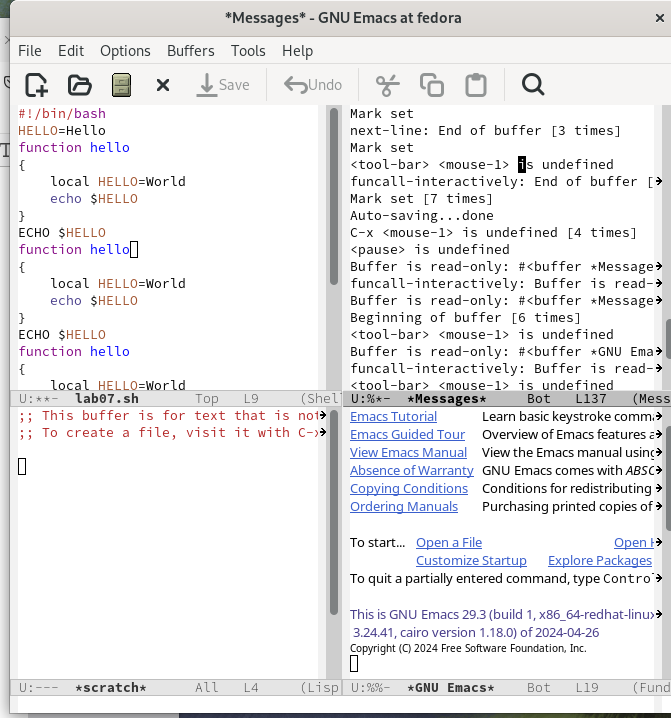 *Messages* - GNU Emacs at fedora
File Edit Options Buffers Tools Help
Save Undo
#!/bin/bash
HELLO=Hello
function hello
{
    local HELLO=World
    echo $HELLO
}
ECHO $HELLO
function hello
{
    local HELLO=World
    echo $HELLO
}
ECHO $HELLO
function hello
{
    local HELLO=World
U:**- lab07.sh Top L9 (Shel
Mark set
next-line: End of buffer [3 times]
Mark set
<tool-bar> <mouse-1> is undefined
funcall-interactively: End of buffer [
Mark set [7 times]
Auto-saving...done
C-x <mouse-1> is undefined [4 times]
<pause> is undefined
Buffer is read-only: #<buffer *Message
funcall-interactively: Buffer is read-
Buffer is read-only: #<buffer *Message
Beginning of buffer [6 times]
<tool-bar> <mouse-1> is undefined
Buffer is read-only: #<buffer *GNU Ema
funcall-interactively: Buffer is read-
<tool-bar> <mouse-1> is undefined
U:%*- *Messages* Bot L137 (Mess
;; This buffer is for text that is not
;; To create a file, visit it with C-x
U:--- *scratch* All L4 (Lisp
Emacs Tutorial Learn basic keystroke comm
Emacs Guided Tour Overview of Emacs features a
View Emacs Manual View the Emacs manual using
Absence of Warranty GNU Emacs comes with ABSO
Copying Conditions Conditions for redistributing
Ordering Manuals Purchasing printed copies of
To start... Open a File Open H
Customize Startup Explore Packages
To quit a partially entered command, type Contro
This is GNU Emacs 29.3 (build 1, x86_64-redhat-linux
3.24.41, cairo version 1.18.0) of 2024-04-26
Copyright (C) 2024 Free Software Foundation, Inc.
U:%%- *GNU Emacs* Bot L19 (Fund